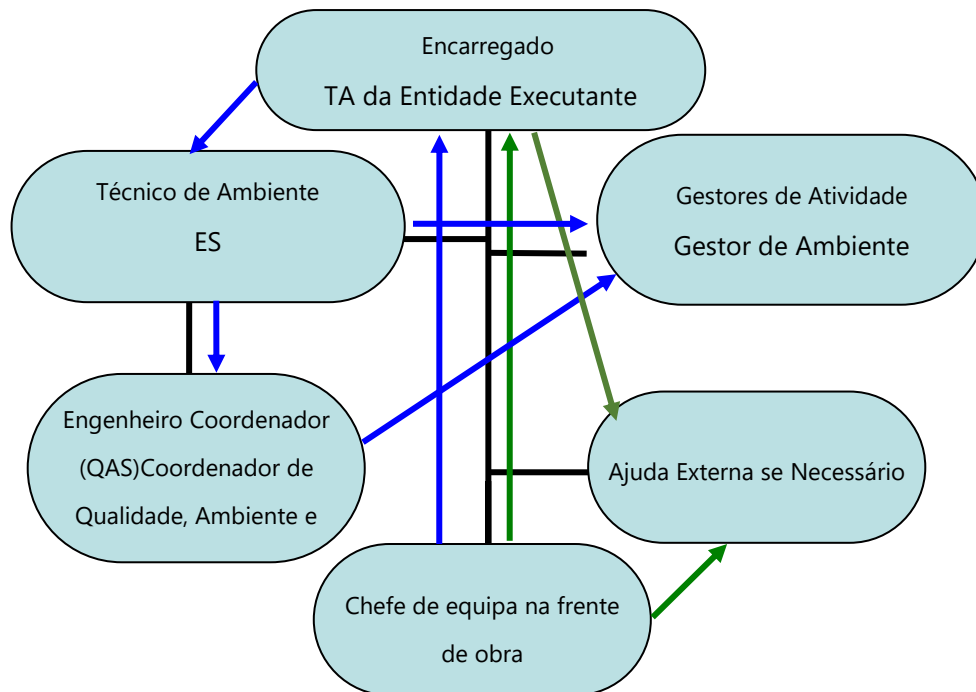 Encarregado
TA da Entidade Executante
Técnico de Ambiente
ES
Gestores de Atividade
Gestor de Ambiente
Engenheiro Coordenador
(QAS)Coordenador de
Qualidade, Ambiente e
Ajuda Externa se Necessário
Chefe de equipa na frente
de obra